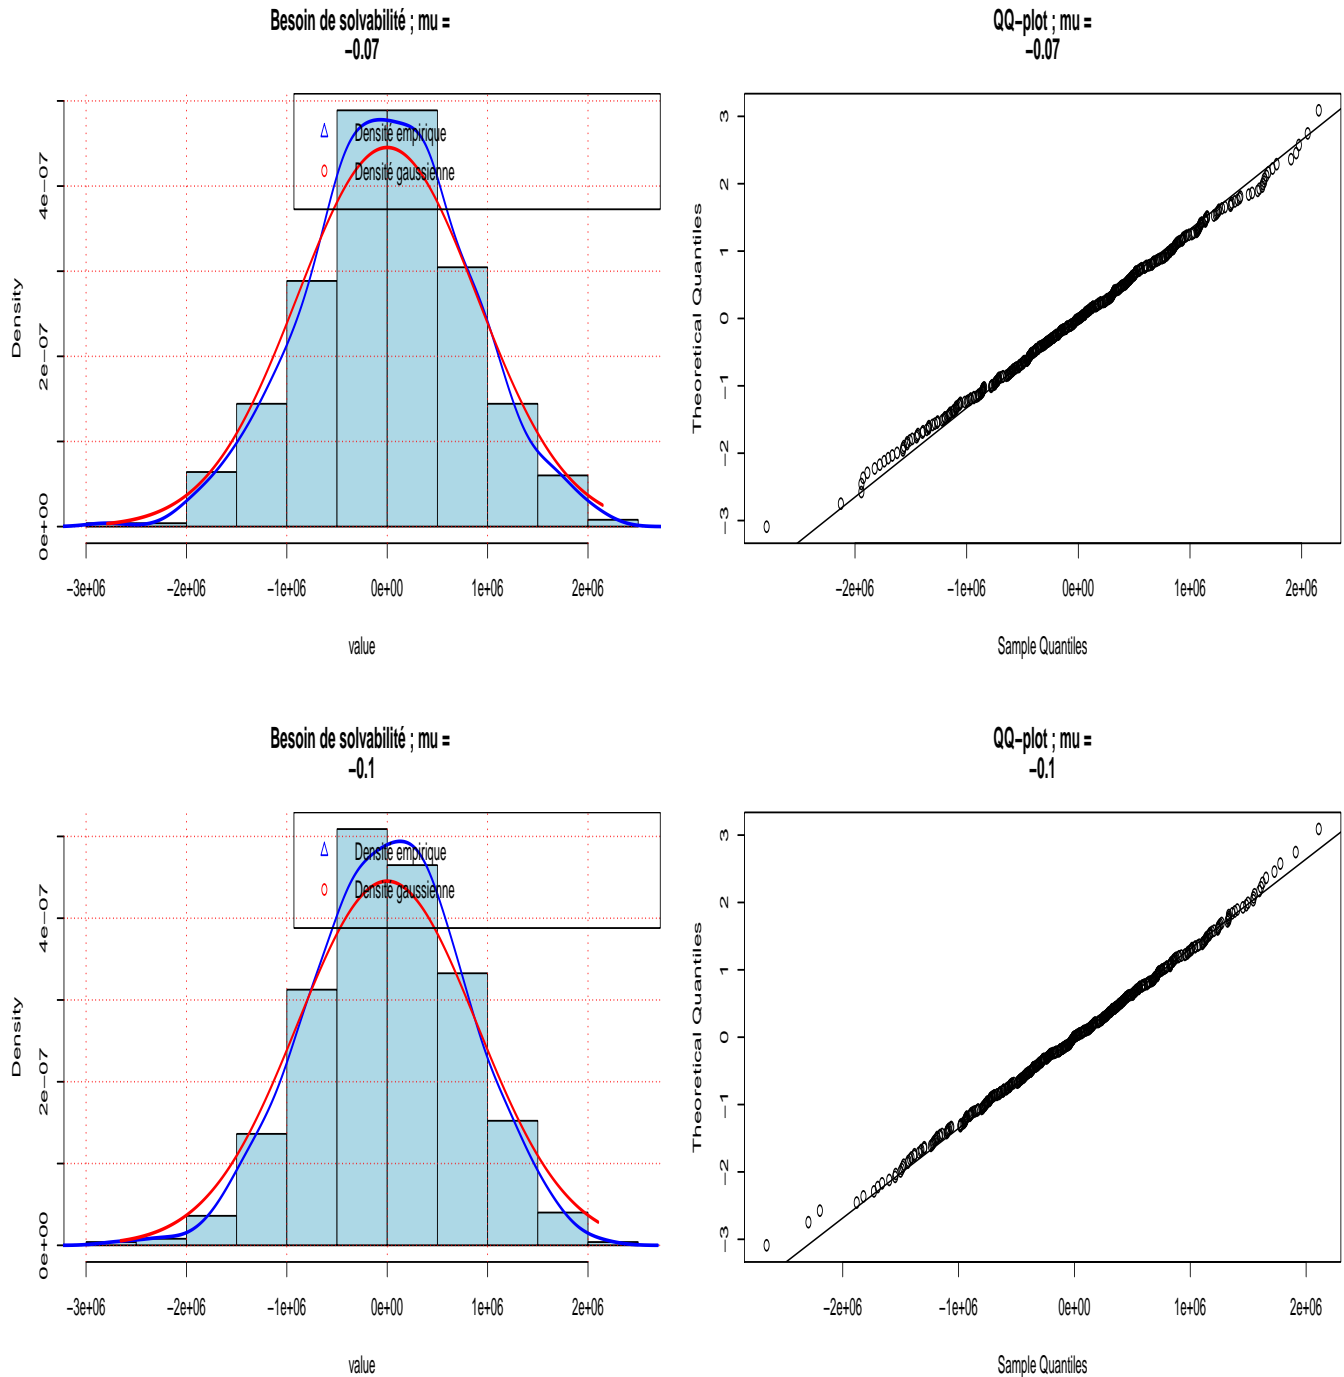 Besoin de solvabilité ; mu =
−0.07
Densité empirique
Densité gaussienne
Density
0e+00
2e−07
4e−07
−3e+06
−2e+06
−1e+06
0e+00
1e+06
2e+06
value
QQ−plot ; mu =
−0.07
Theoretical Quantiles
−3
−2
−1
0
1
2
3
−2e+06
−1e+06
0e+00
1e+06
2e+06
Sample Quantiles
Besoin de solvabilité ; mu =
−0.1
Densité empirique
Densité gaussienne
Density
0e+00
2e−07
4e−07
−3e+06
−2e+06
−1e+06
0e+00
1e+06
2e+06
value
QQ−plot ; mu =
−0.1
Theoretical Quantiles
−3
−2
−1
0
1
2
3
−2e+06
−1e+06
0e+00
1e+06
2e+06
Sample Quantiles